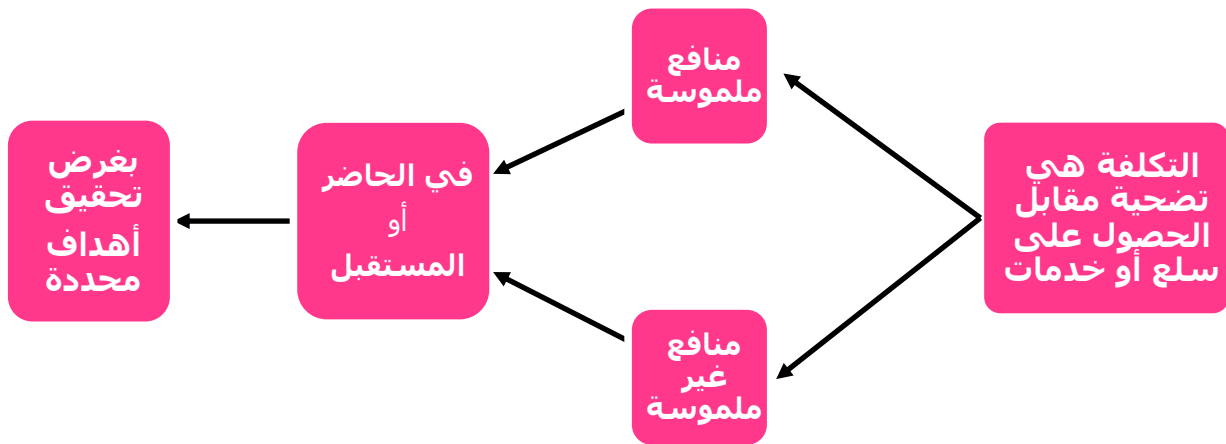 التكلفة هي
تضحية مقابل
الحصول على
سلع أو خدمات
منافع
ملموسة
منافع
غير
ملموسة
في الحاضر
أو
المستقبل
بغرض
تحقيق
أهداف
محددة